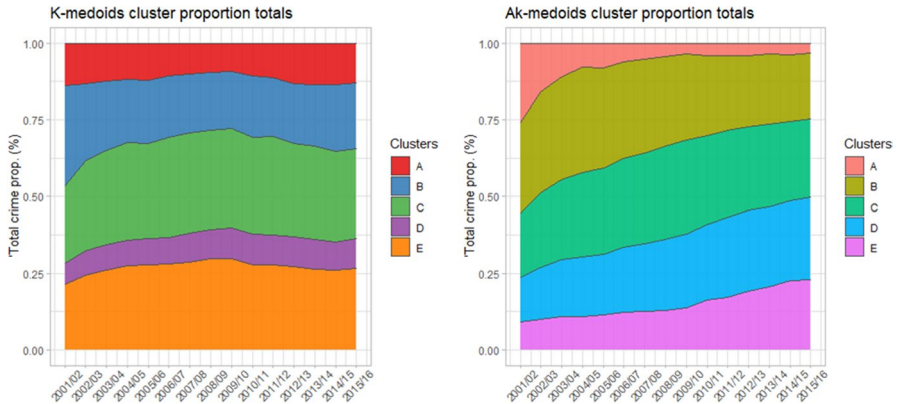 K-medoids cluster proportion totals
1.00
0.75
0.50
0.25
0.00
"Total crime prop. (%)
2001/02
2002/03
2003/04
2004/05
2005/06
2006/07
2007/08
2008/09
2009/10
2010/11
2011/12
2012/13
2013/14
2014/15
2015/16
Clusters
A
B
C
D
E
Ak-medoids cluster proportion totals
1.00
0.75
0.50
0.25
0.00
"Total crime prop. (%)
2001/02
2002/03
2003/04
2004/05
2005/06
2006/07
2007/08
2008/09
2009/10
2010/11
2011/12
2012/13
2013/14
2014/15
2015/16
Clusters
A
B
C
D
E